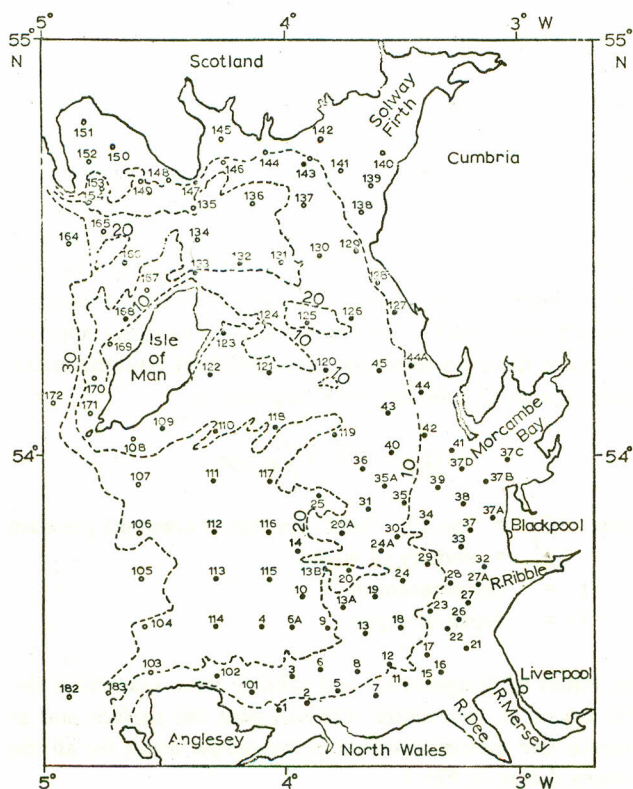 5° 4° 3° W
55° 55°
N N
Scotland
Solway Firth
Cumbria
151
152 150
145 142
144 143 141 140
149 148 146 139
153 147
135 136 137 138
165 20
164 134
166 133 132 131 130 129
167
168 10 20
124 125 126 127
Isle of Man
123
10
169
30
170 122 121 120 10 45 44A
172 171 44
43
109 110 118 119 42
108
Morcambe Bay
54° 54°
40 41
36 37D 37C
107 111 117 35A 39 37B
25 35 38
31 34 37A
20
106 112 116 20A 30 37 Blackpool
14 24A 33
29 32
105 113 115 13B 20 24 28 27A R.Ribble
10 13A 19 27
23 26
104 114 4 6A 9 13 18 22
17 21
103 102 3 6 8 12 16
182 183 101 5 11 15 Liverpool
1 2 7
R.Dee
R.Mersey
Anglesey North Wales
5° 4° 3° W